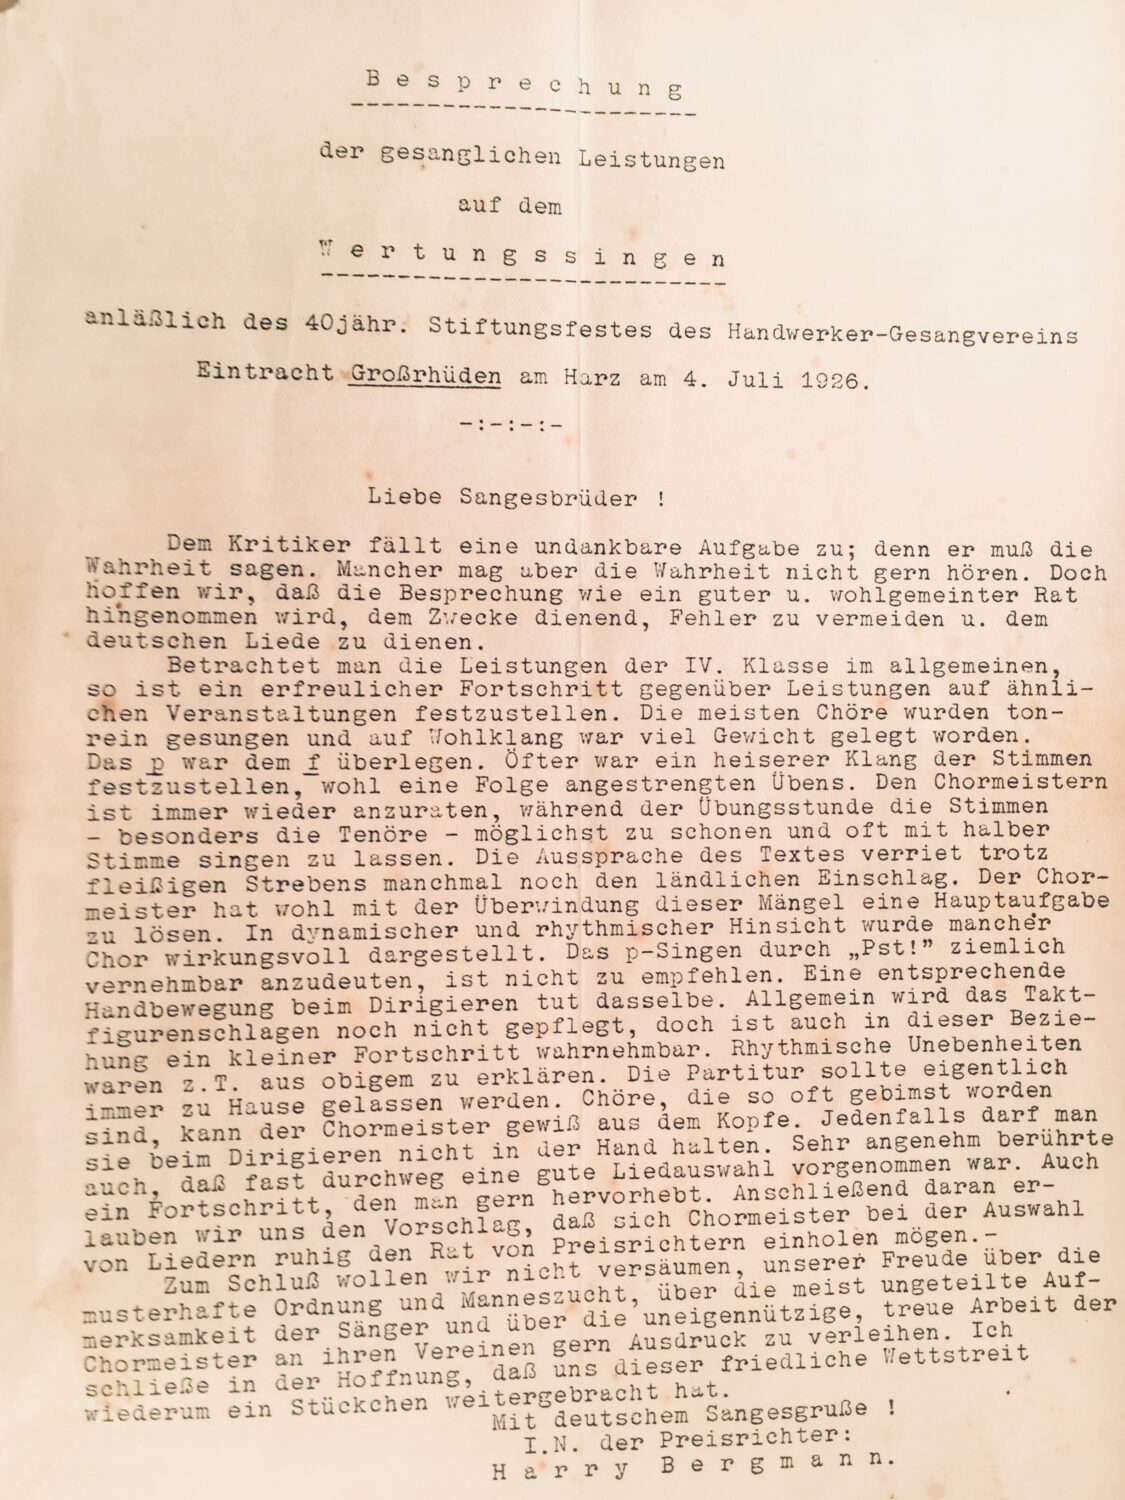 B e s p r e c h u n g
der gesanglichen Leistungen
auf dem
W e r t u n g s s i n g e n
anläßlich des 40jähr. Stiftungsfestes des Handwerker-Gesangvereins
Eintracht Großrhüden am Harz am 4. Juli 1926.
-:-:-:-
Liebe Sangesbrüder !
Dem Kritiker fällt eine undankbare Aufgabe zu; denn er muß die
Wahrheit sagen. Mancher mag aber die Wahrheit nicht gern hören. Doch
hoffen wir, daß die Besprechung wie ein guter u. wohlgemeinter Rat
hingenommen wird, dem Zwecke dienend, Fehler zu vermeiden u. dem
deutschen Liede zu dienen.
Betrachtet man die Leistungen der IV. Klasse im allgemeinen,
so ist ein erfreulicher Fortschritt gegenüber Leistungen auf ähnli-
chen Veranstaltungen festzustellen. Die meisten Chöre wurden ton-
rein gesungen und auf Wohlklang war viel Gewicht gelegt worden.
Das p war dem f überlegen. Öfter war ein heiserer Klang der Stimmen
festzustellen, wohl eine Folge angestrengten Übens. Den Chormeistern
ist immer wieder anzuraten, während der Übungsstunde die Stimmen
- besonders die Tenöre - möglichst zu schonen und oft mit halber
Stimme singen zu lassen. Die Aussprache des Textes verriet trotz
fleißigen Strebens manchmal noch den ländlichen Einschlag. Der Chor-
meister hat wohl mit der Überwindung dieser Mängel eine Hauptaufgabe
zu lösen. In dynamischer und rhythmischer Hinsicht wurde mancher
Chor wirkungsvoll dargestellt. Das p-Singen durch „Pst!” ziemlich
vernehmbar anzudeuten, ist nicht zu empfehlen. Eine entsprechende
Handbewegung beim Dirigieren tut dasselbe. Allgemein wird das Takt-
figurenschlagen noch nicht gepflegt, doch ist auch in dieser Bezie-
hung ein kleiner Fortschritt wahrnehmbar. Rhythmische Unebenheiten
waren z.T. aus obigem zu erklären. Die Partitur sollte eigentlich
immer zu Hause gelassen werden. Chöre, die so oft gebimst worden
sind, kann der Chormeister gewiß aus dem Kopfe. Jedenfalls darf man
sie beim Dirigieren nicht in der Hand halten. Sehr angenehm berührte
auch, daß fast durchweg eine gute Liedauswahl vorgenommen war. Auch
ein Fortschritt, den man gern hervorhebt. Anschließend daran er-
lauben wir uns den Vorschlag, daß sich Chormeister bei der Auswahl
von Liedern ruhig den Rat von Preisrichtern einholen mögen.-
Zum Schluß wollen wir nicht versäumen, unserer Freude über die
musterhafte Ordnung und Manneszucht, über die meist ungeteilte Auf-
merksamkeit der Sänger und über die uneigennützige, treue Arbeit der
Chormeister an ihren Vereinen gern Ausdruck zu verleihen. Ich
schließe in der Hoffnung, daß uns dieser friedliche Wettstreit
wiederum ein Stückchen weitergebracht hat.
Mit deutschem Sangesgruße !
I.N. der Preisrichter:
H a r r y B e r g m a n n.